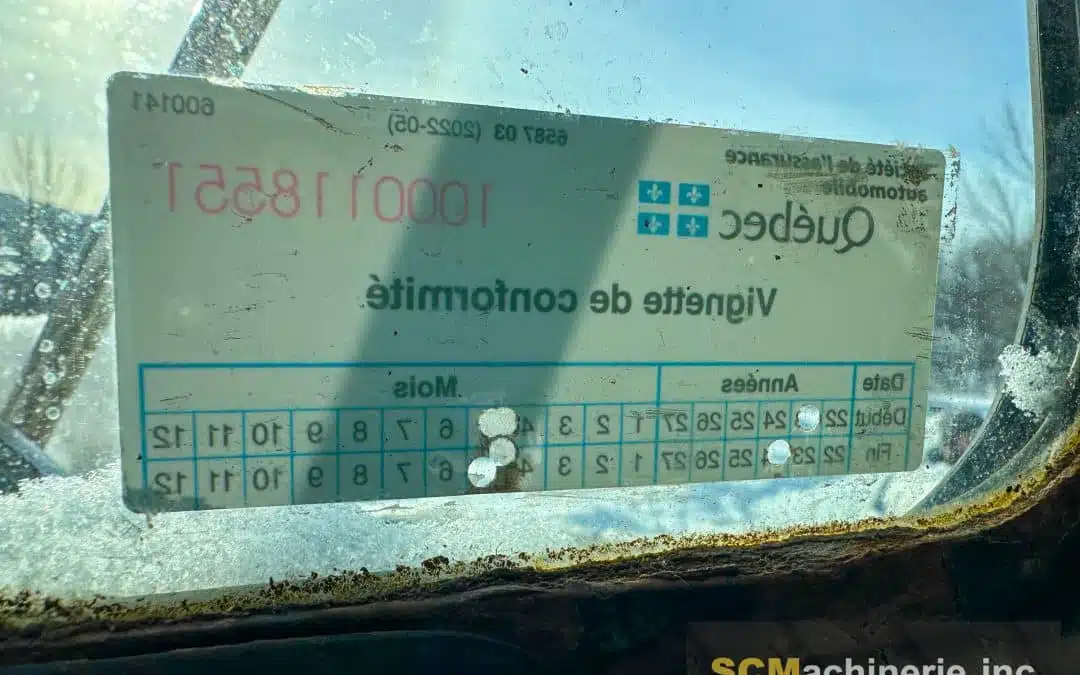 Société de l'assurance
automobile
Québec
6587 03 (2022-05)
600141
1000118551
Vignette de conformité
Date Années Mois
Début 22 24 25 26 27 1 2 3 4 6 7 8 9 10 11 12
Fin 22 23 25 26 27 1 2 3 4 6 7 8 9 10 11 12
SCMachinerie inc